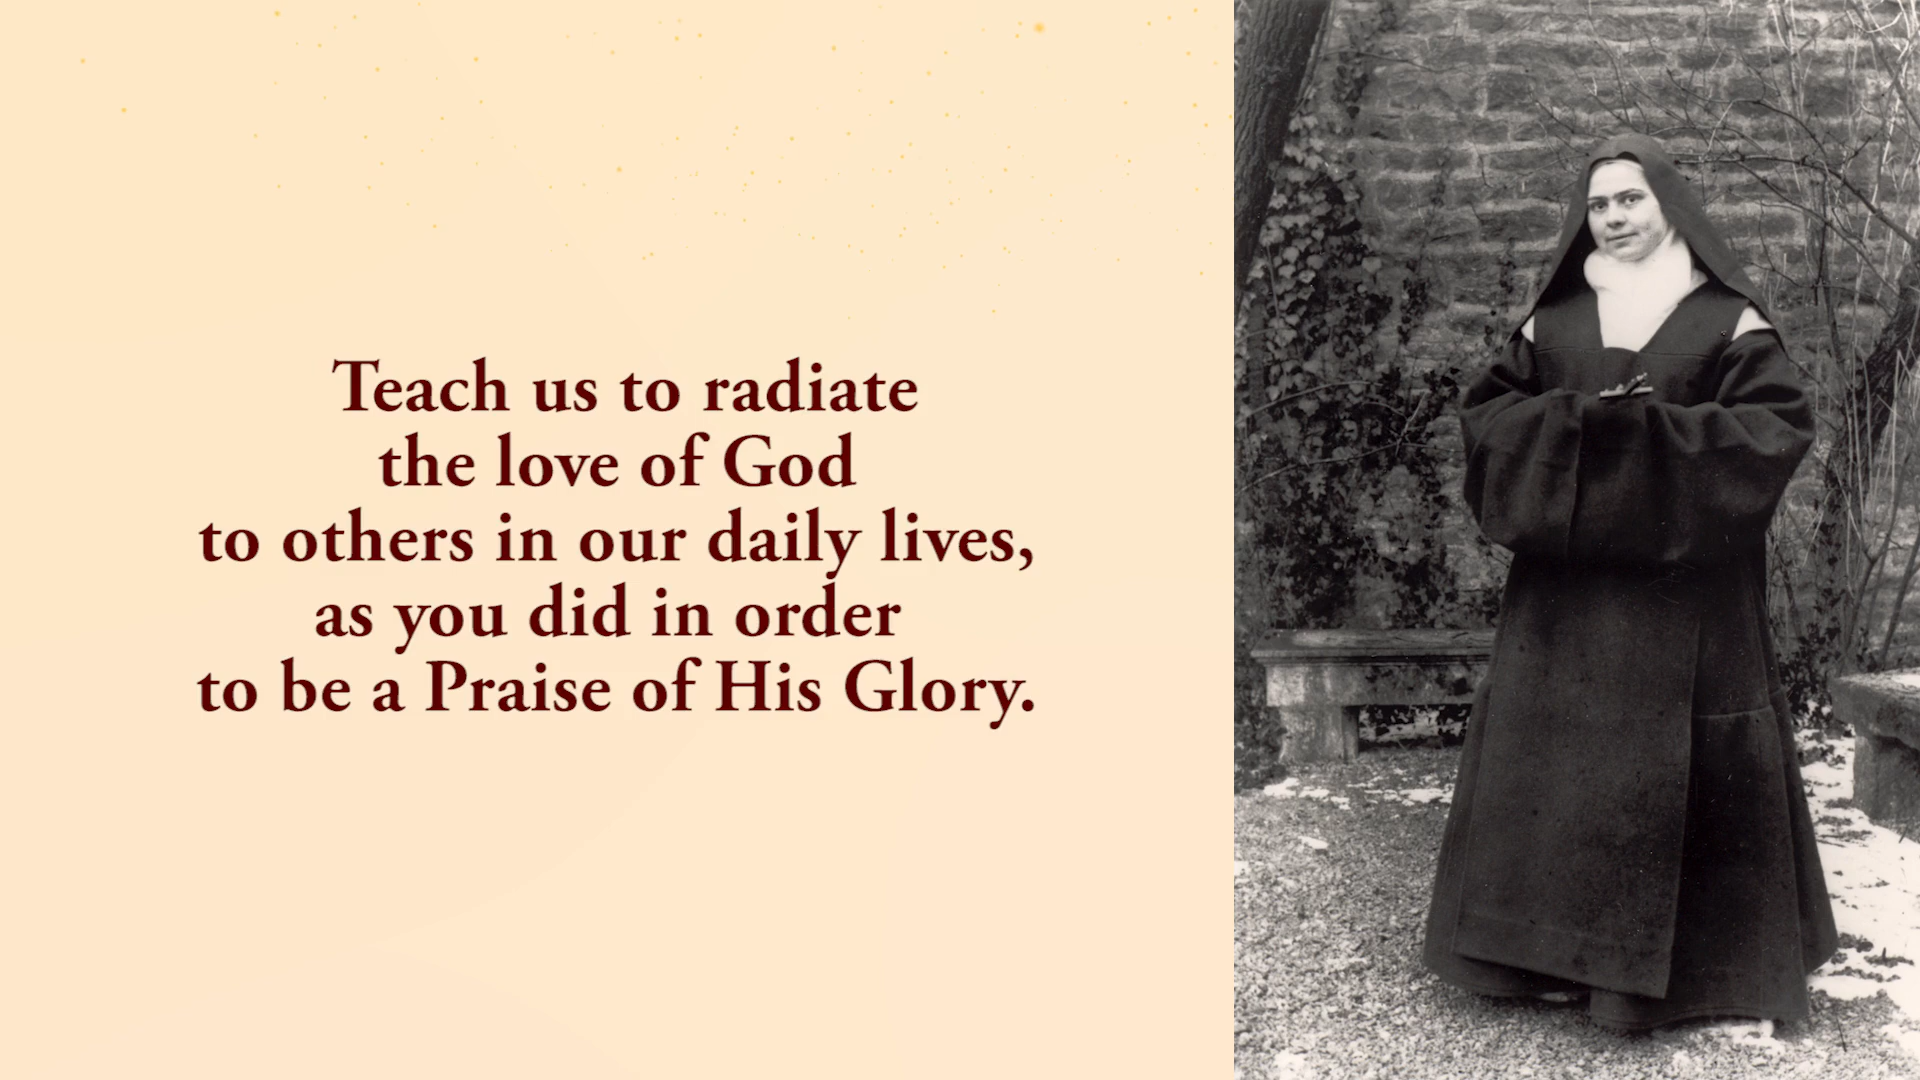 Teach us to radiate
the love of God
to others in our daily lives,
as you did in order
to be a Praise of His Glory.